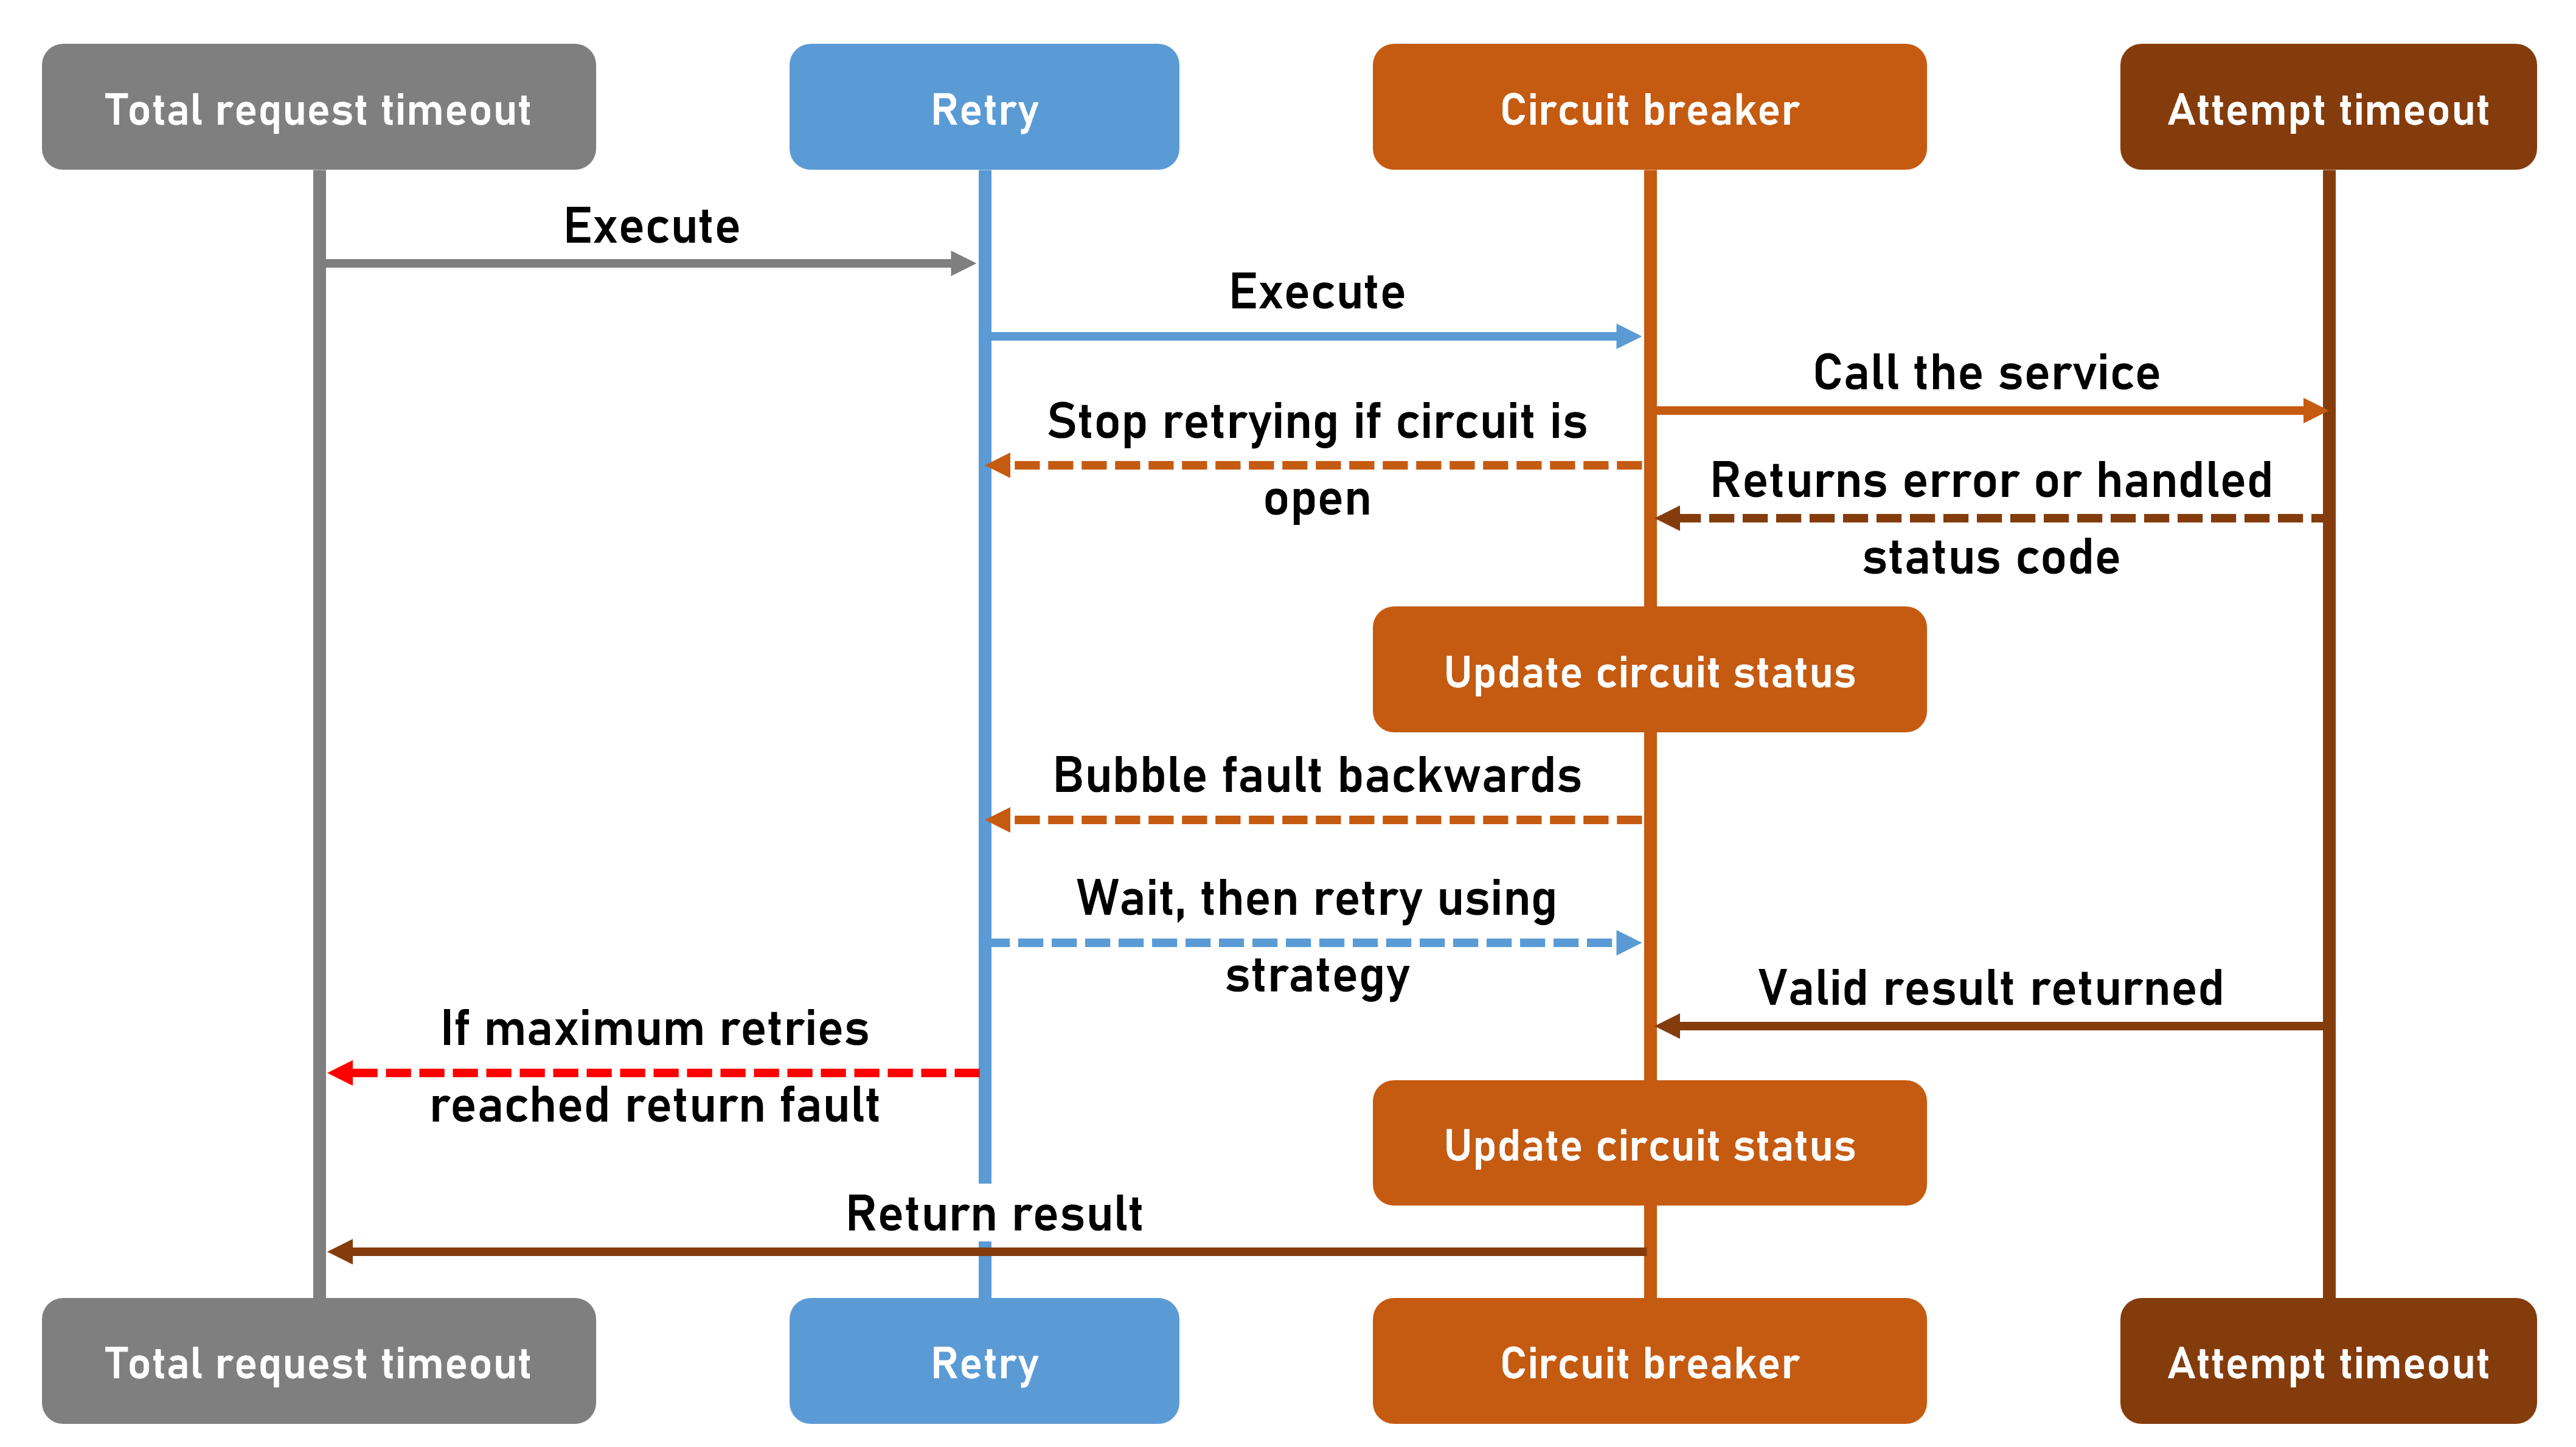 Total request timeout
Retry
Circuit breaker
Attempt timeout
Execute
Execute
Call the service
Stop retrying if circuit is
open
Returns error or handled
status code
Update circuit status
Bubble fault backwards
Wait, then retry using
strategy
Valid result returned
If maximum retries
reached return fault
Update circuit status
Return result
Total request timeout
Retry
Circuit breaker
Attempt timeout